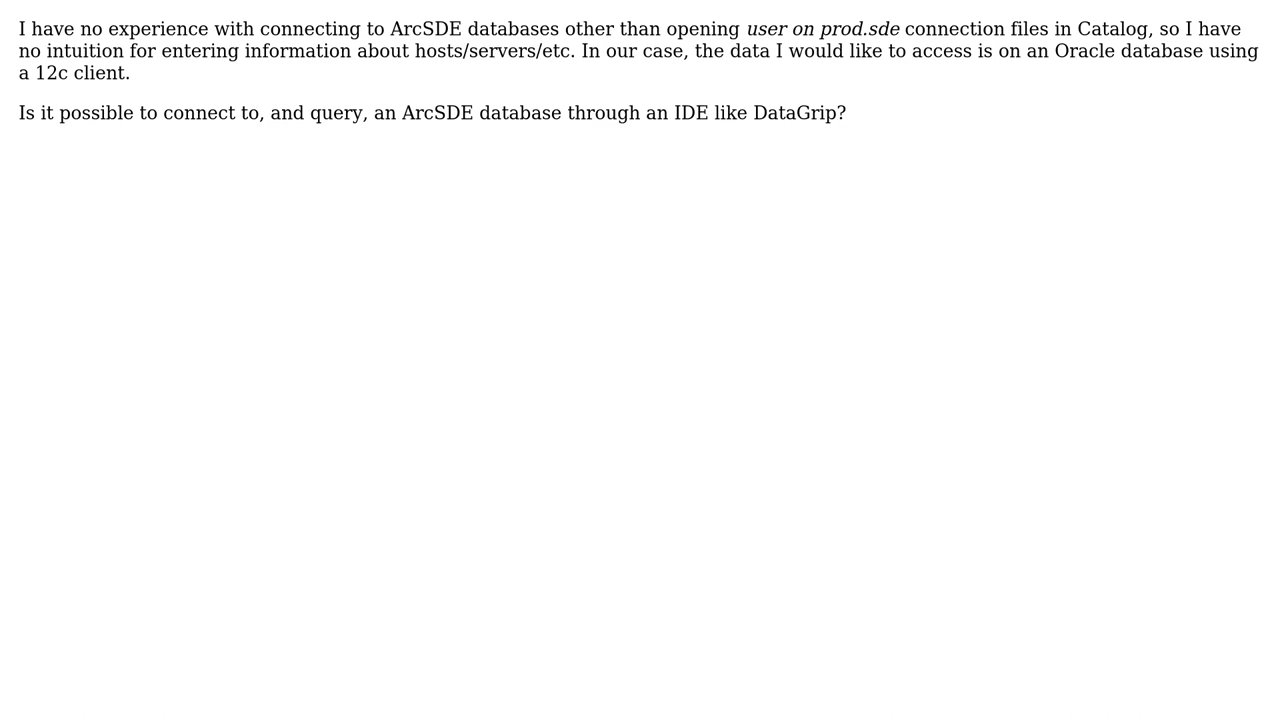 I have no experience with connecting to ArcSDE databases other than opening user on prod.sde connection files in Catalog, so I have
no intuition for entering information about hosts/servers/etc. In our case, the data I would like to access is on an Oracle database using
a 12c client.
Is it possible to connect to, and query, an ArcSDE database through an IDE like DataGrip?